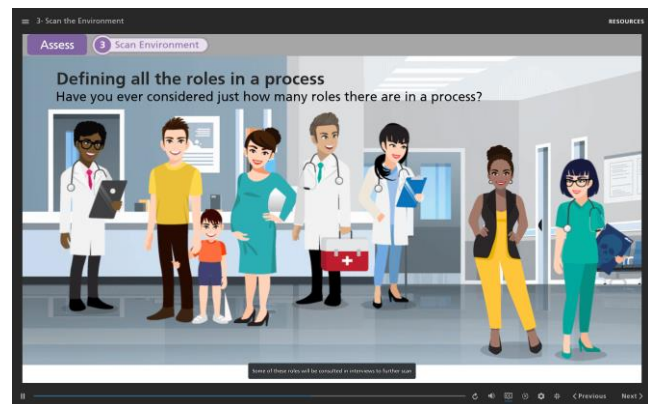 3- Scan the Environment
RESOURCES
Assess
3 Scan Environment
Defining all the roles in a process
Have you ever considered just how many roles there are in a process?
Some of these roles will be consulted in interviews to further scan
< Previous
Next >